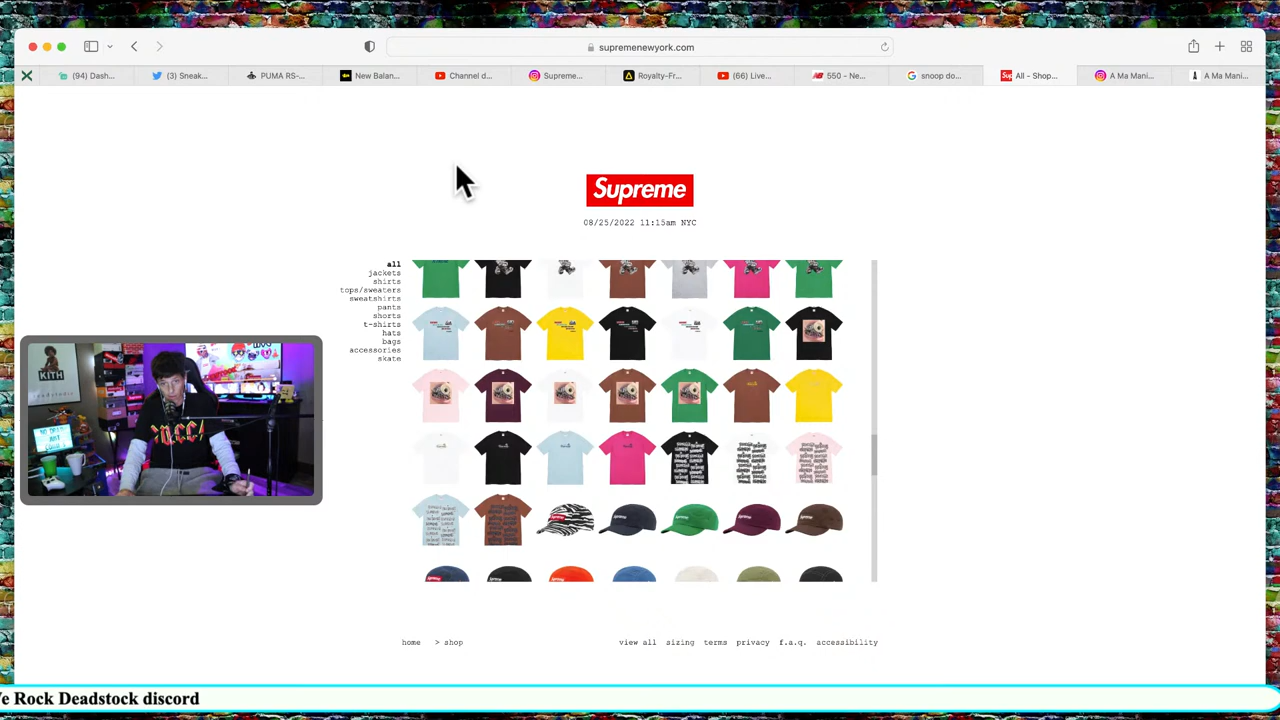 supremenewyork.com
(94) Dash...
(3) Sneak...
PUMA RS-...
New Balan...
Channel d...
Supreme...
Royalty-Fr...
(66) Live...
550 - Ne...
snoop do...
All - Shop...
A Ma Mani...
A Ma Mani...
Supreme
08/25/2022 11:15am NYC
all
jackets
shirts
tops/sweaters
sweatshirts
pants
shorts
t-shirts
hats
bags
accessories
skate
KITH
home > shop
view all sizing terms privacy f.a.q. accessibility
Rock Deadstock discord